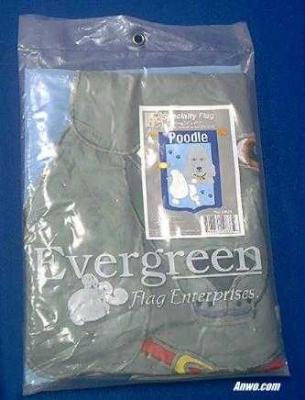 Specialty Flag
Poodle
Evergreen
Flag Enterprises.
Anwo.com